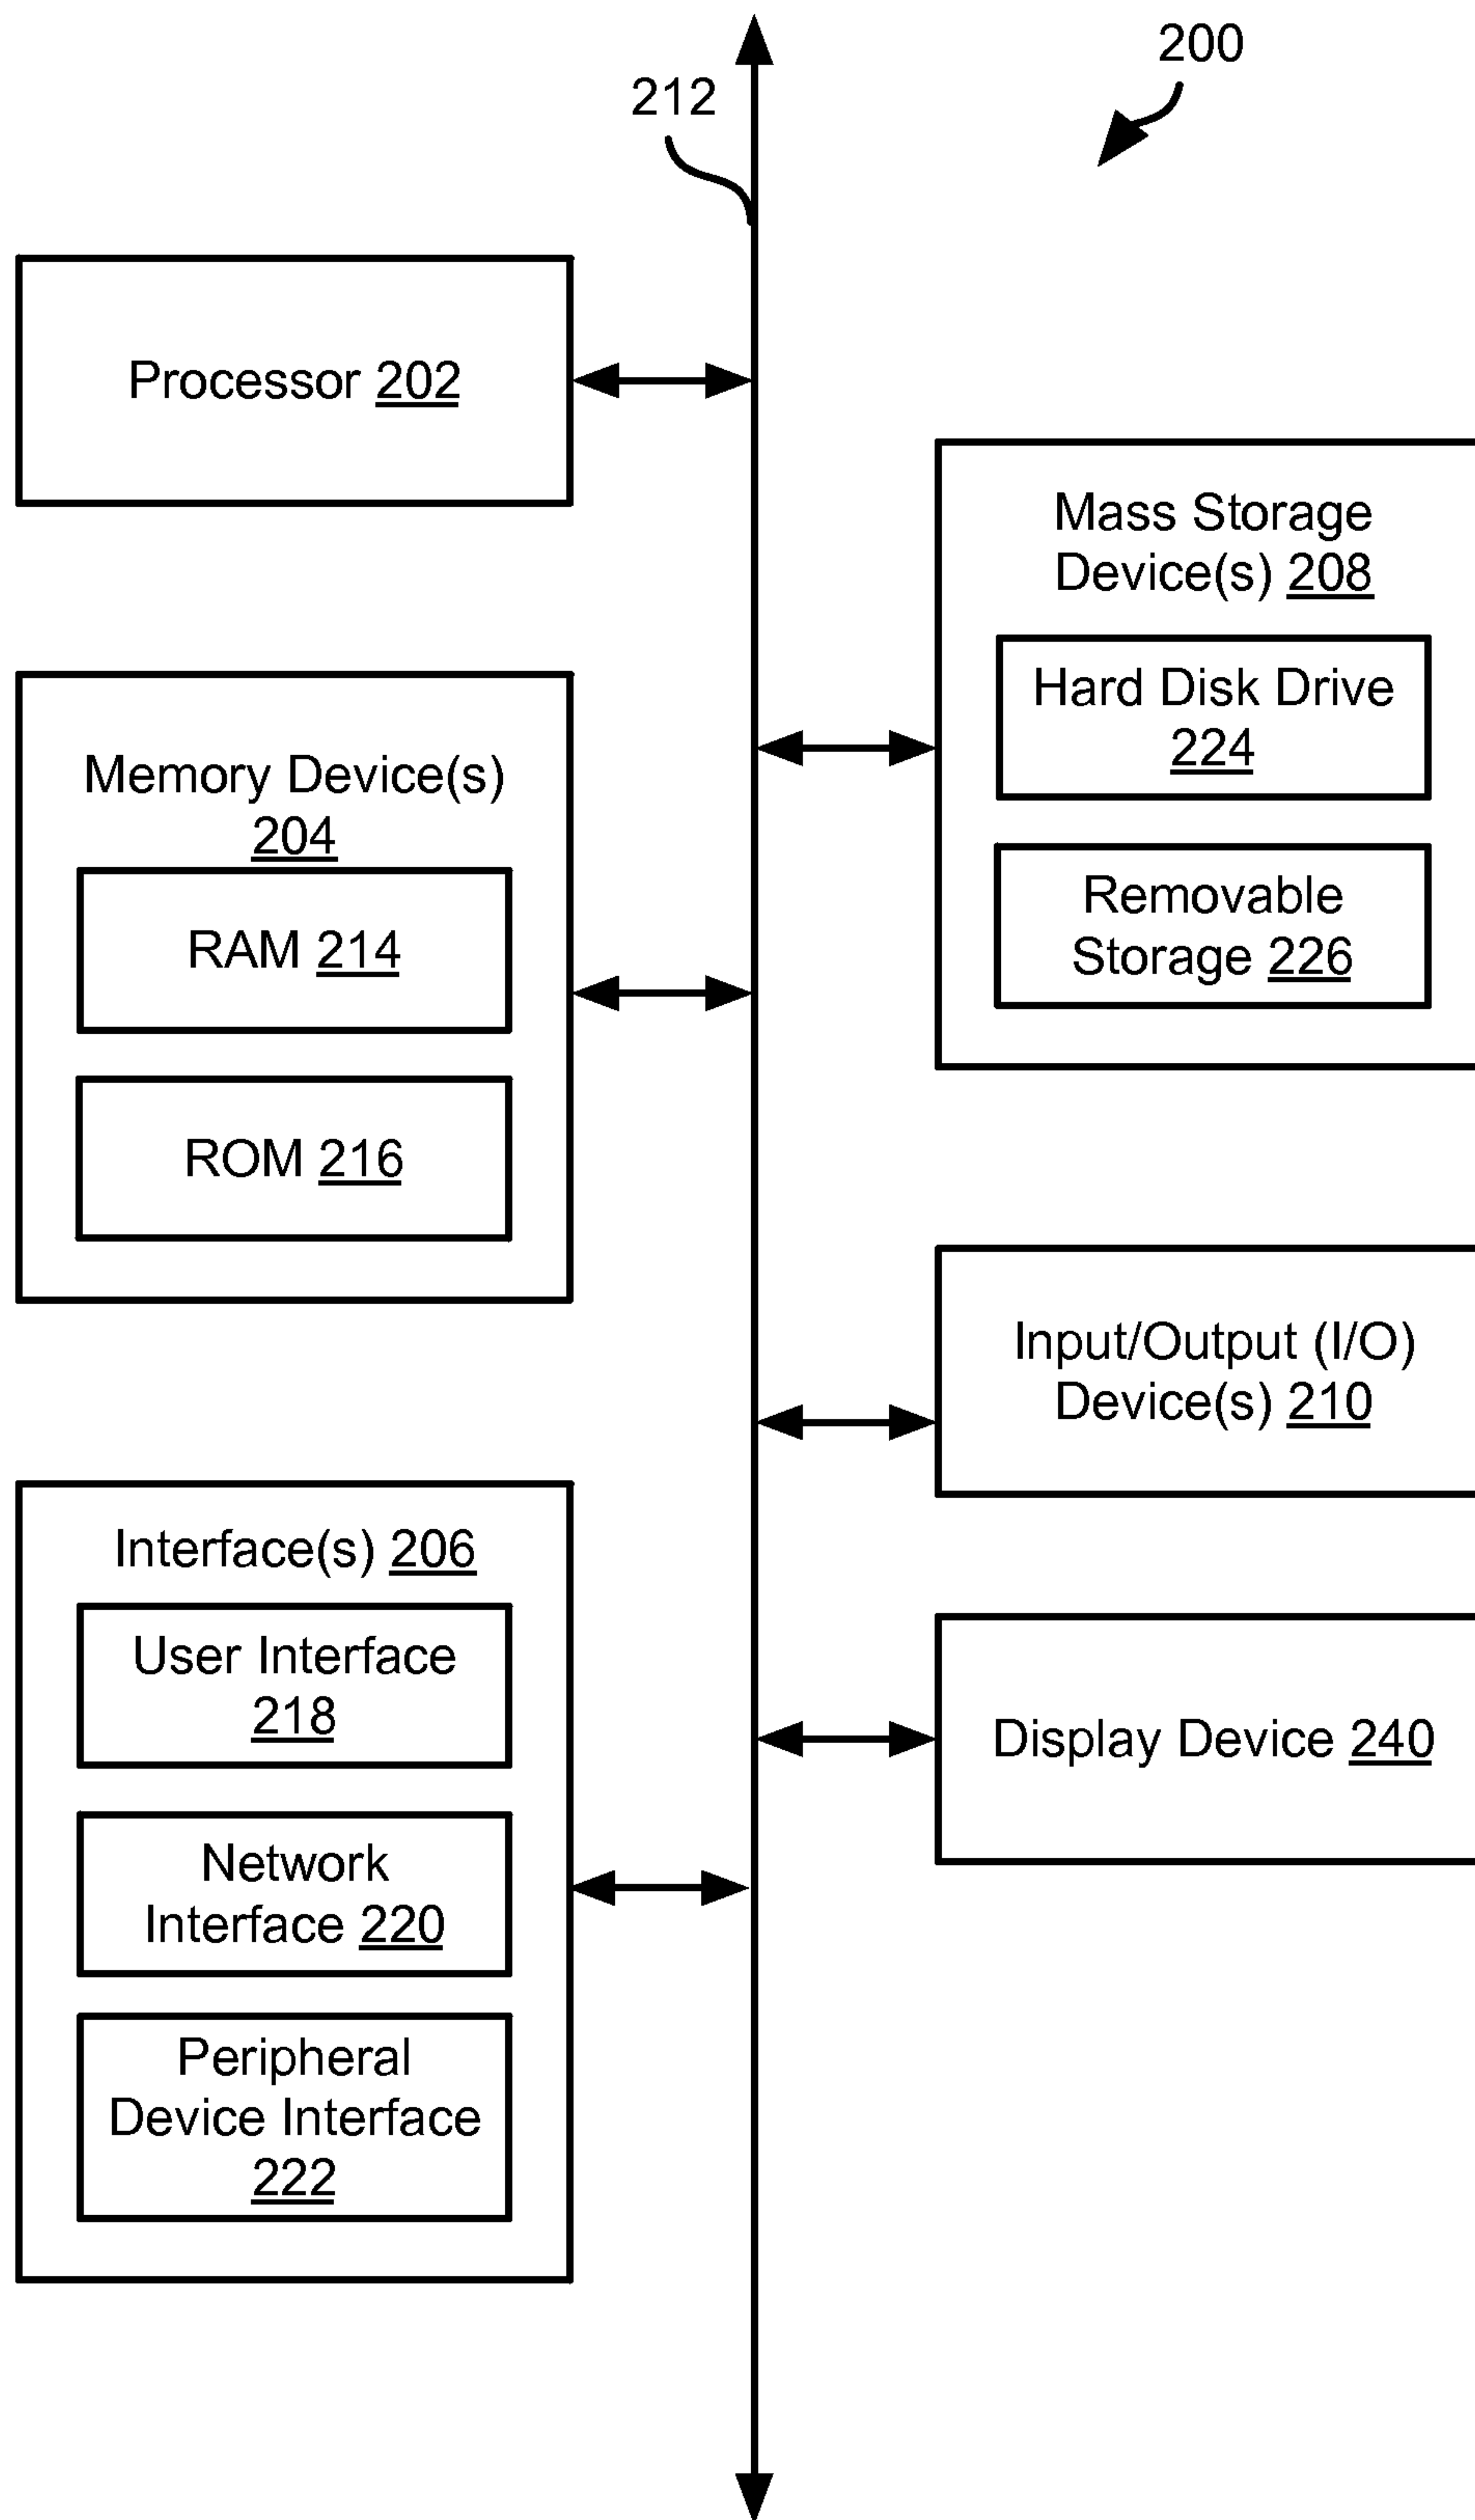 200
212
Processor 202
Mass Storage
Device(s) 208
Hard Disk Drive
224
Removable
Storage 226
Memory Device(s)
204
RAM 214
ROM 216
Input/Output (I/O)
Device(s) 210
Interface(s) 206
User Interface
218
Network
Interface 220
Peripheral
Device Interface
222
Display Device 240